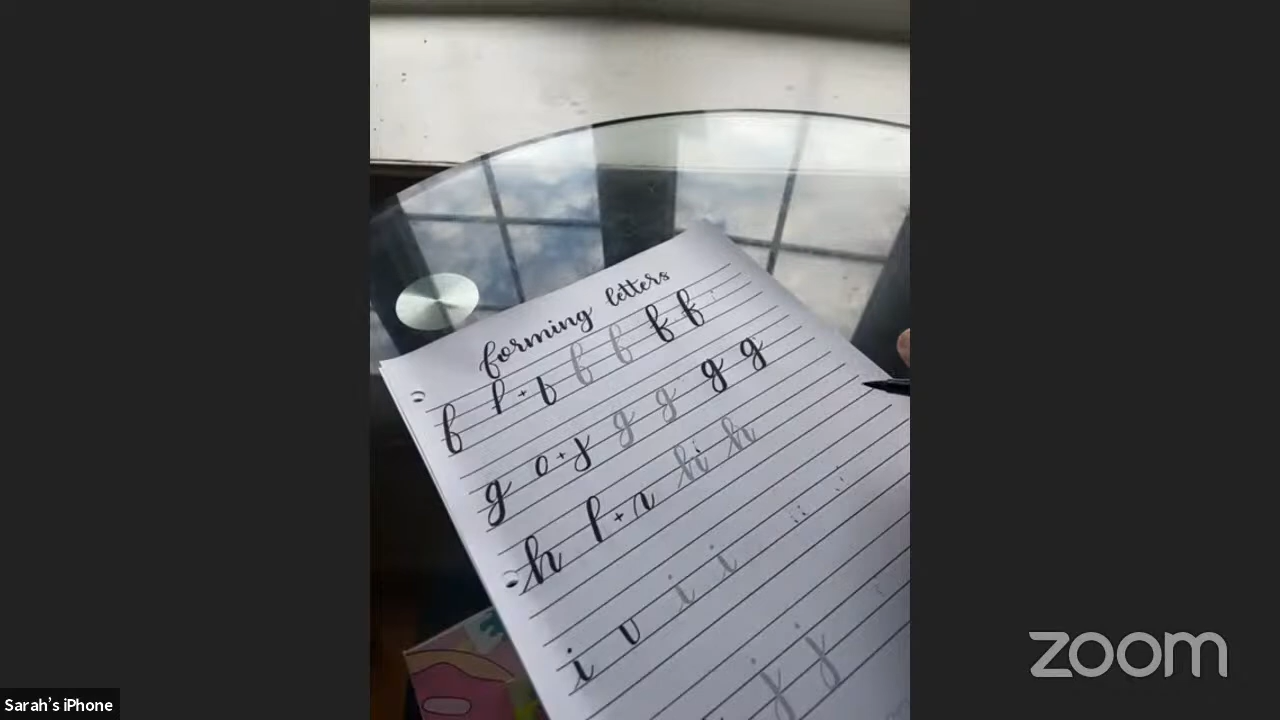 forming letters
f l + f f f f f
g o + j g g g g
h l + n h h
i i i
j j
Sarah's iPhone
zoom